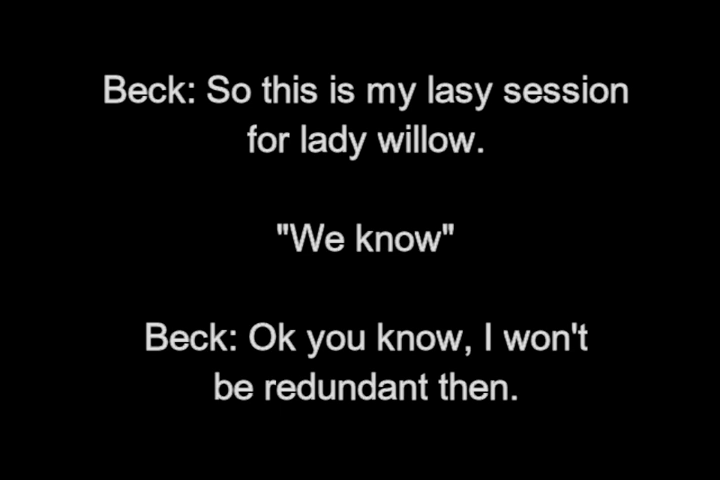 Beck: So this is my lasy session
for lady willow.
"We know"
Beck: Ok you know, I won't
be redundant then.